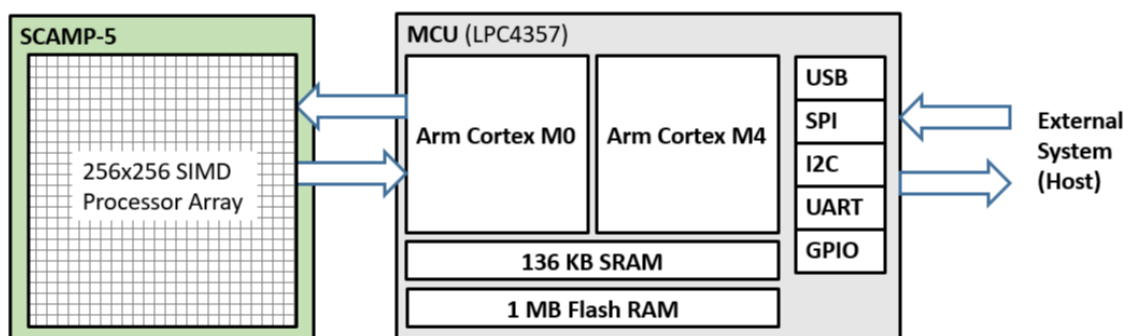 SCAMP-5
256x256 SIMD
Processor Array
MCU (LPC4357)
Arm Cortex M0
Arm Cortex M4
136 KB SRAM
1 MB Flash RAM
USB
SPI
I2C
UART
GPIO
External
System
(Host)